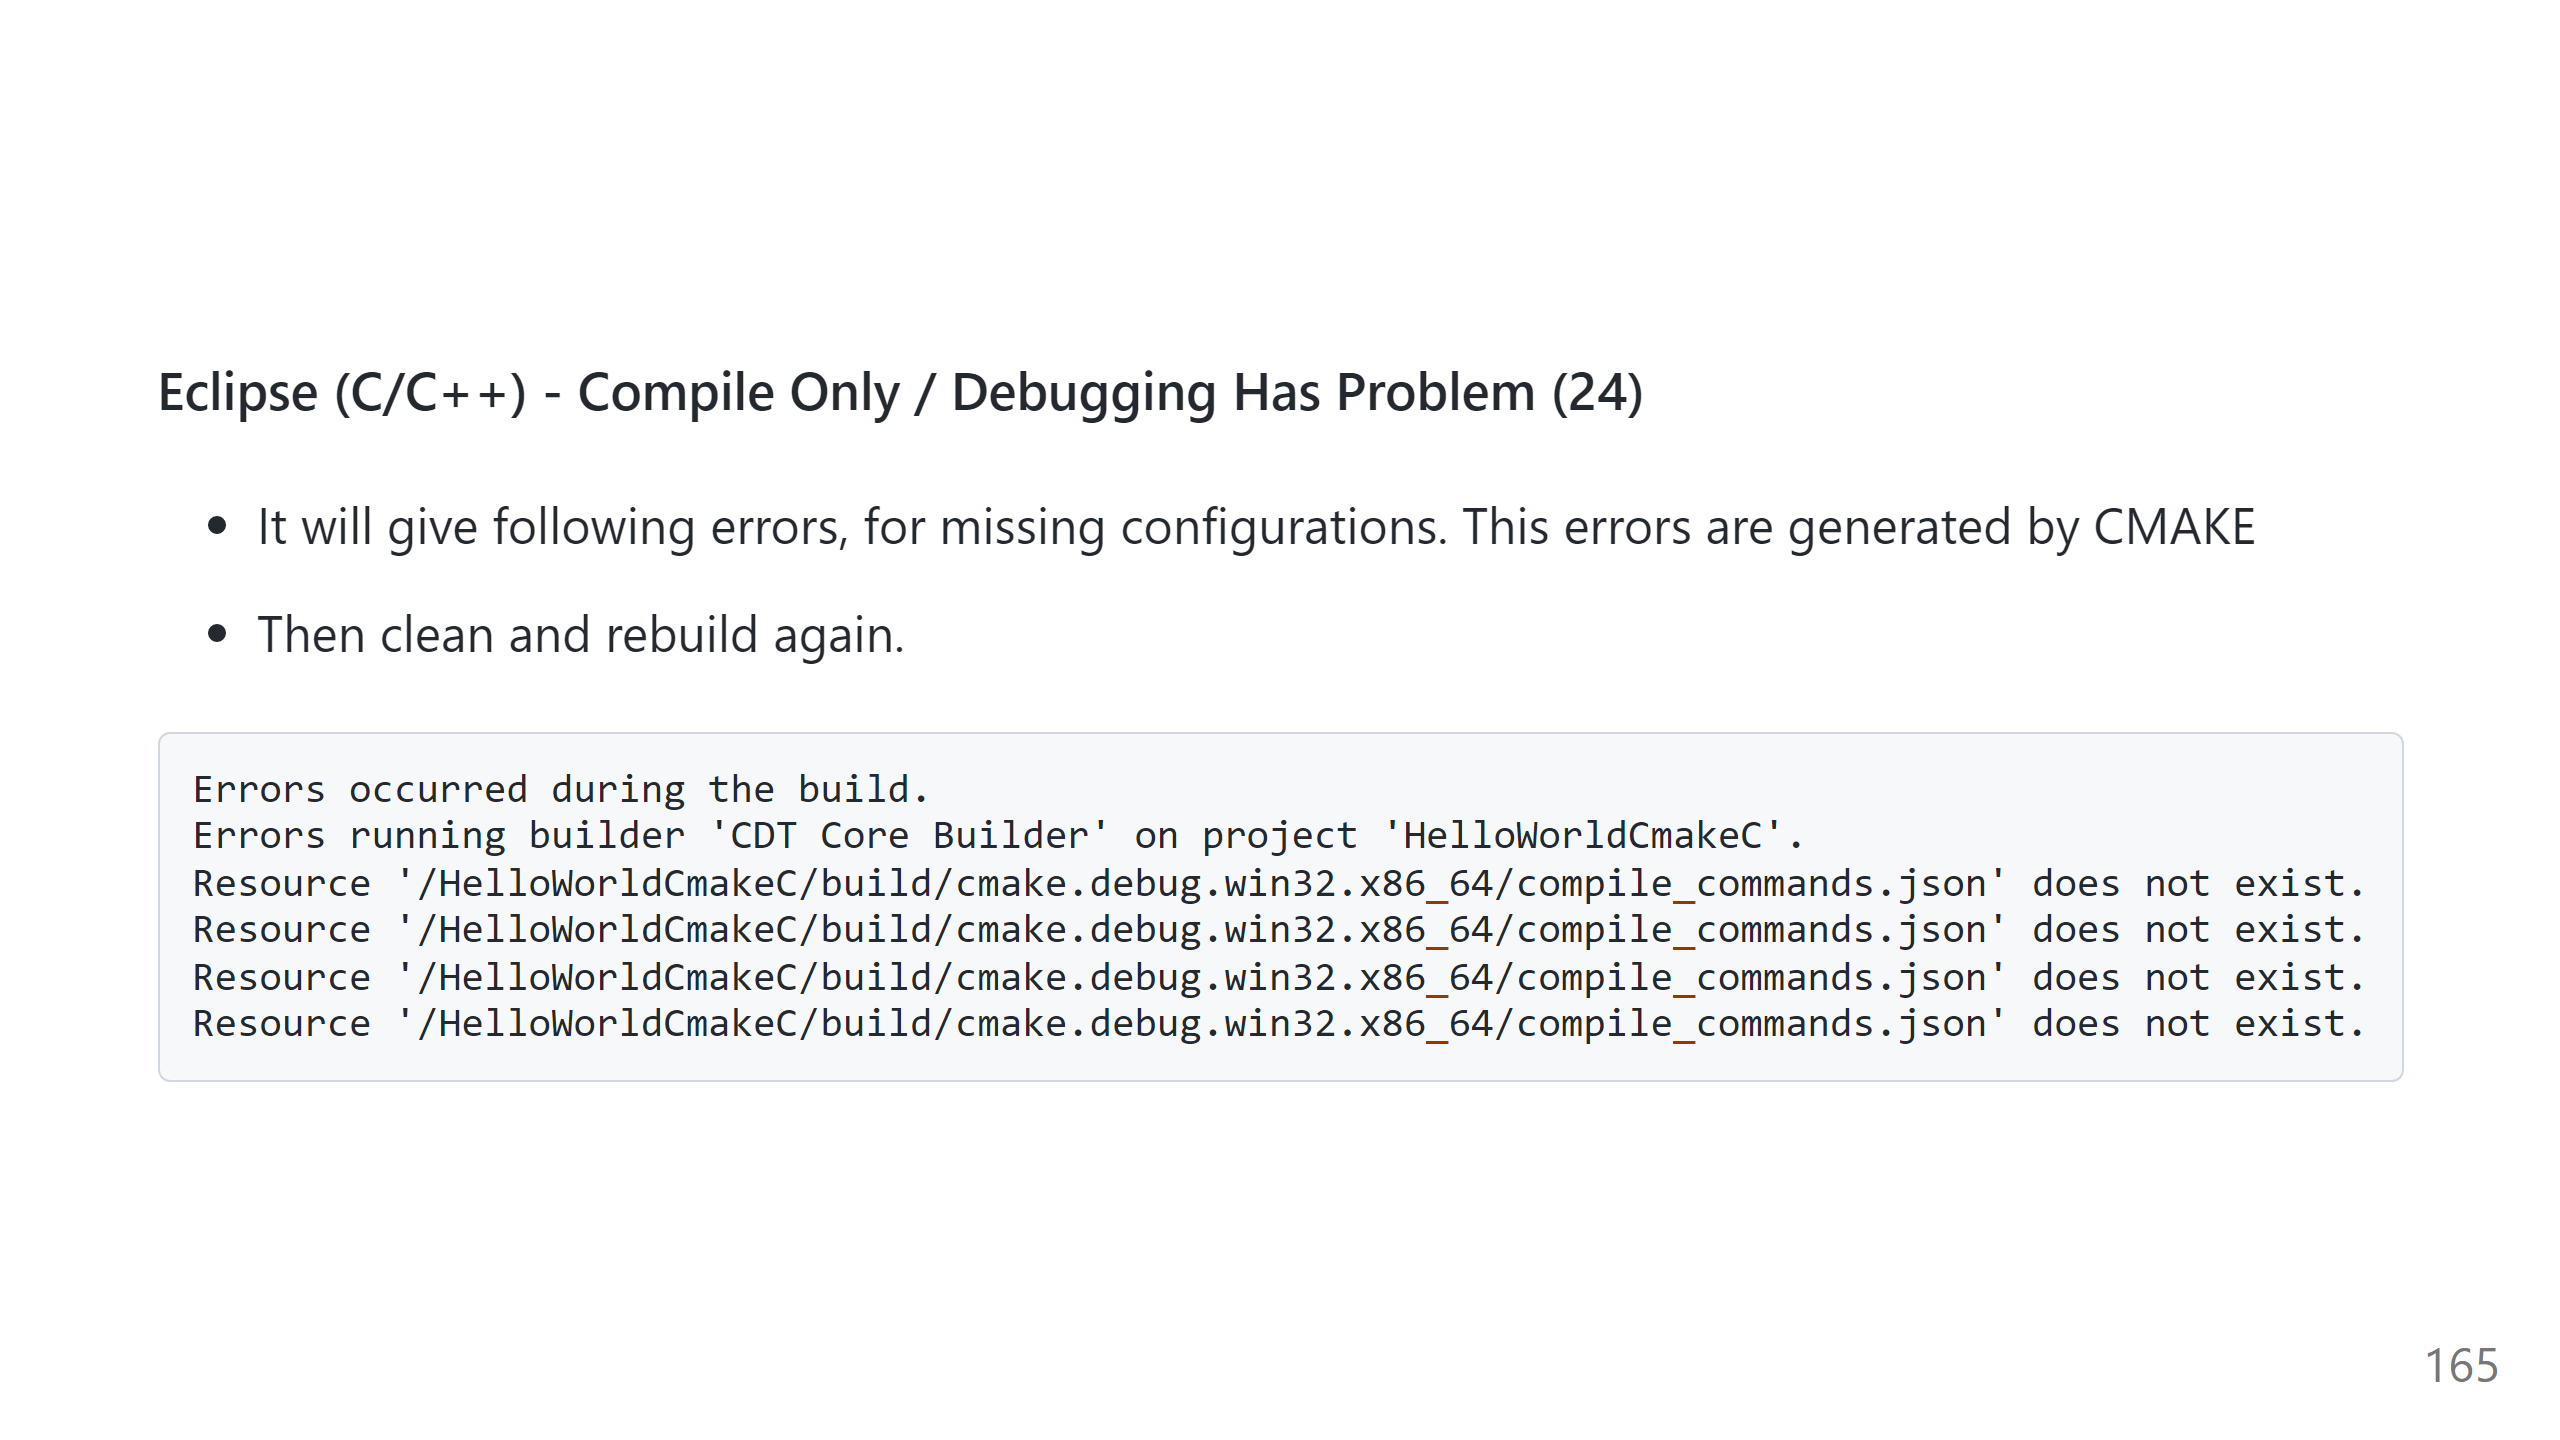 Eclipse (C/C++) - Compile Only / Debugging Has Problem (24)
• It will give following errors, for missing configurations. This errors are generated by CMAKE
• Then clean and rebuild again.
Errors occurred during the build.
Errors running builder 'CDT Core Builder' on project 'HelloWorldCmakeC'.
Resource '/HelloWorldCmakeC/build/cmake.debug.win32.x86_64/compile_commands.json' does not exist.
Resource '/HelloWorldCmakeC/build/cmake.debug.win32.x86_64/compile_commands.json' does not exist.
Resource '/HelloWorldCmakeC/build/cmake.debug.win32.x86_64/compile_commands.json' does not exist.
Resource '/HelloWorldCmakeC/build/cmake.debug.win32.x86_64/compile_commands.json' does not exist.
165